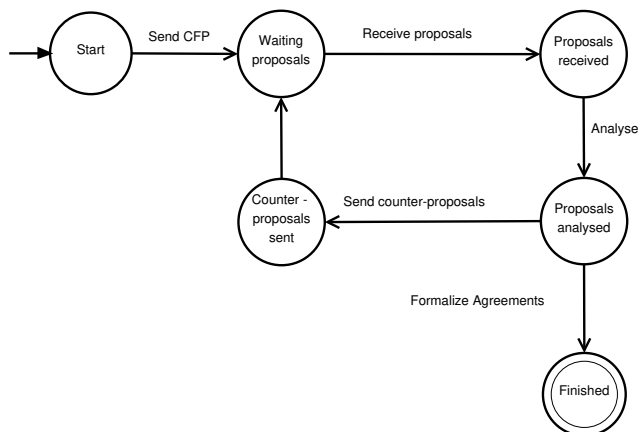 Start
Send CFP
Waiting
proposals
Receive proposals
Proposals
received
Analyse
Counter -
proposals
sent
Send counter-proposals
Proposals
analysed
Formalize Agreements
Finished